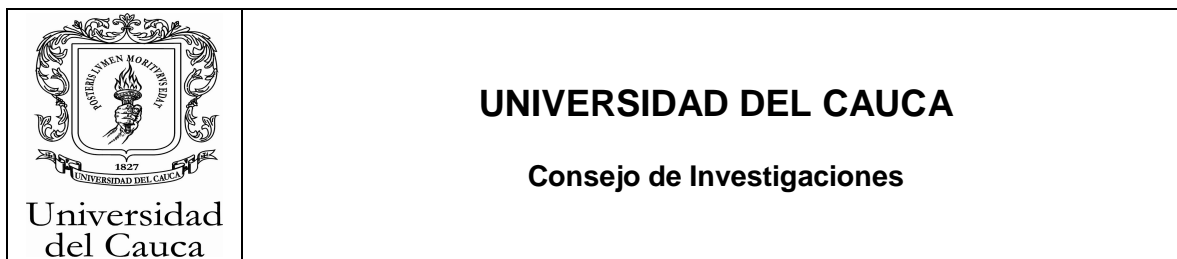 POSTERIS LVMEN MORITVRVS EDAT
1827
UNIVERSIDAD DEL CAUCA
Universidad
del Cauca
UNIVERSIDAD DEL CAUCA
Consejo de Investigaciones